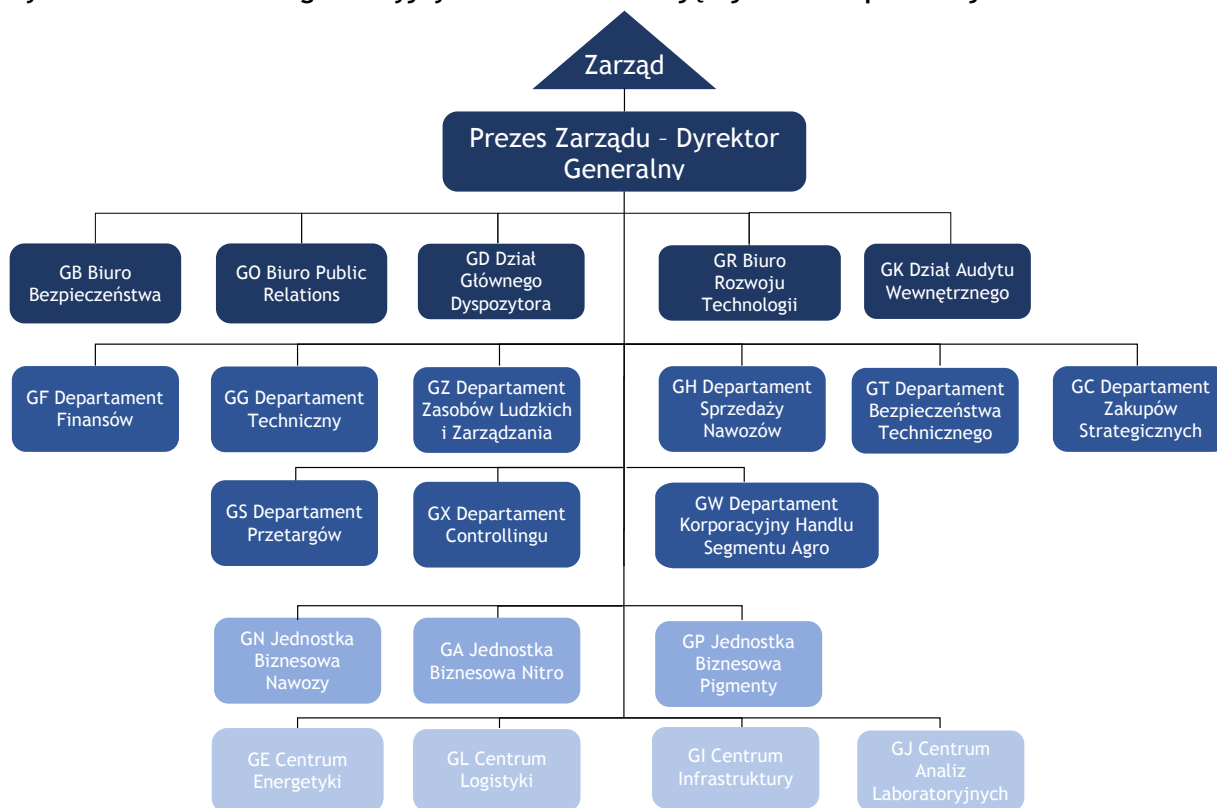 Zarząd
Prezes Zarządu – Dyrektor
Generalny
GB Biuro
Bezpieczeństwa
GO Biuro Public
Relations
GD Dział
Głównego
Dyspozytora
GR Biuro
Rozwoju
Technologii
GK Dział Audytu
Wewnętrznego
GF Departament
Finansów
GG Departament
Techniczny
GZ Departament
Zasobów Ludzkich
i Zarządzania
GH Departament
Sprzedaży
Nawozów
GT Departament
Bezpieczeństwa
Technicznego
GC Departament
Zakupów
Strategicznych
GS Departament
Przetargów
GX Departament
Controllingu
GW Departament
Korporacyjny Handlu
Segmentu Agro
GN Jednostka
Biznesowa
Nawozy
GA Jednostka
Biznesowa Nitro
GP Jednostka
Biznesowa
Pigmenty
GE Centrum
Energetyki
GL Centrum
Logistyki
GI Centrum
Infrastruktury
GJ Centrum
Analiz
Laboratoryjnych